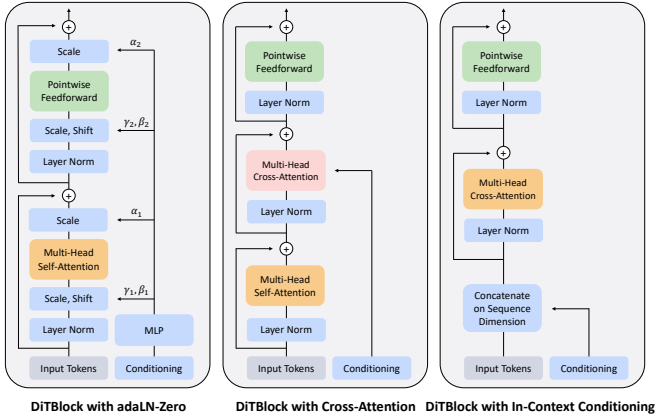 Scale
α₂
Pointwise
Feedforward
Scale, Shift
γ₂, β₂
Layer Norm
Scale
α₁
Multi-Head
Self-Attention
Scale, Shift
γ₁, β₁
Layer Norm
MLP
Input Tokens
Conditioning
DiTBlock with adaLN-Zero
Pointwise
Feedforward
Layer Norm
Multi-Head
Cross-Attention
Layer Norm
Multi-Head
Self-Attention
Layer Norm
Input Tokens
Conditioning
DiTBlock with Cross-Attention
Pointwise
Feedforward
Layer Norm
Multi-Head
Cross-Attention
Layer Norm
Concatenate
on Sequence
Dimension
Input Tokens
Conditioning
DiTBlock with In-Context Conditioning